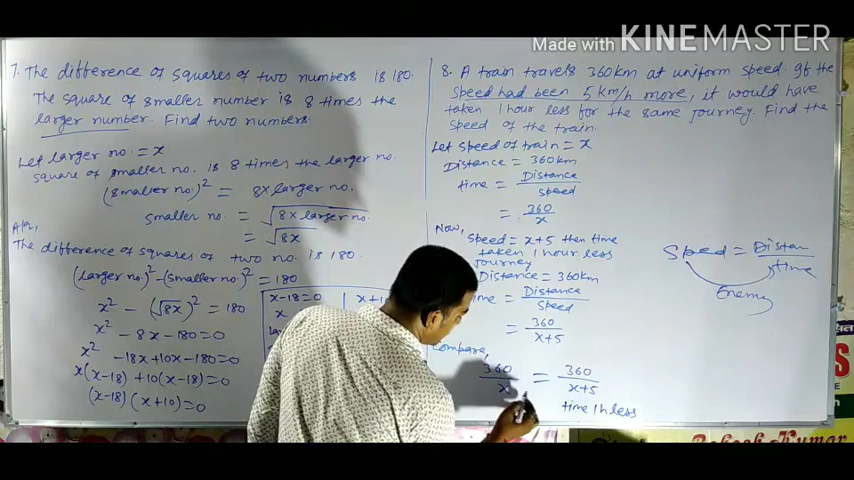 Made with KINEMASTER
7. The difference of squares of two numbers is 180.
The square of smaller number is 8 times the
larger number. Find two numbers.
Let larger no. = x
square of smaller no. is 8 times the larger no.
(smaller no.)² = 8x larger no.
smaller no. = √8x larger no.
= √8x
A/Q,
The difference of squares of two no. is 180.
(larger no.)² - (smaller no.)² = 180
x² - (√8x)² = 180
x² - 8x - 180 = 0
x² - 18x + 10x - 180 = 0
x(x-18) + 10(x-18) = 0
(x-18) (x+10) = 0
x-18 = 0
x
x+10
8. A train travels 360km at uniform speed. If the
speed had been 5 km/h more, it would have
taken 1 hour less for the same journey. Find the
speed of the train.
Let speed of train = x
Distance = 360km
time = Distance
speed
= 360
x
Now,
speed = x+5 then time
taken 1 hour less
journey
Distance = 360km
time = Distance
speed
= 360
x+5
Compare,
360 = 360
x x+5
time 1h less
Speed = Distan
time
Enemy
Rakesh Kumar